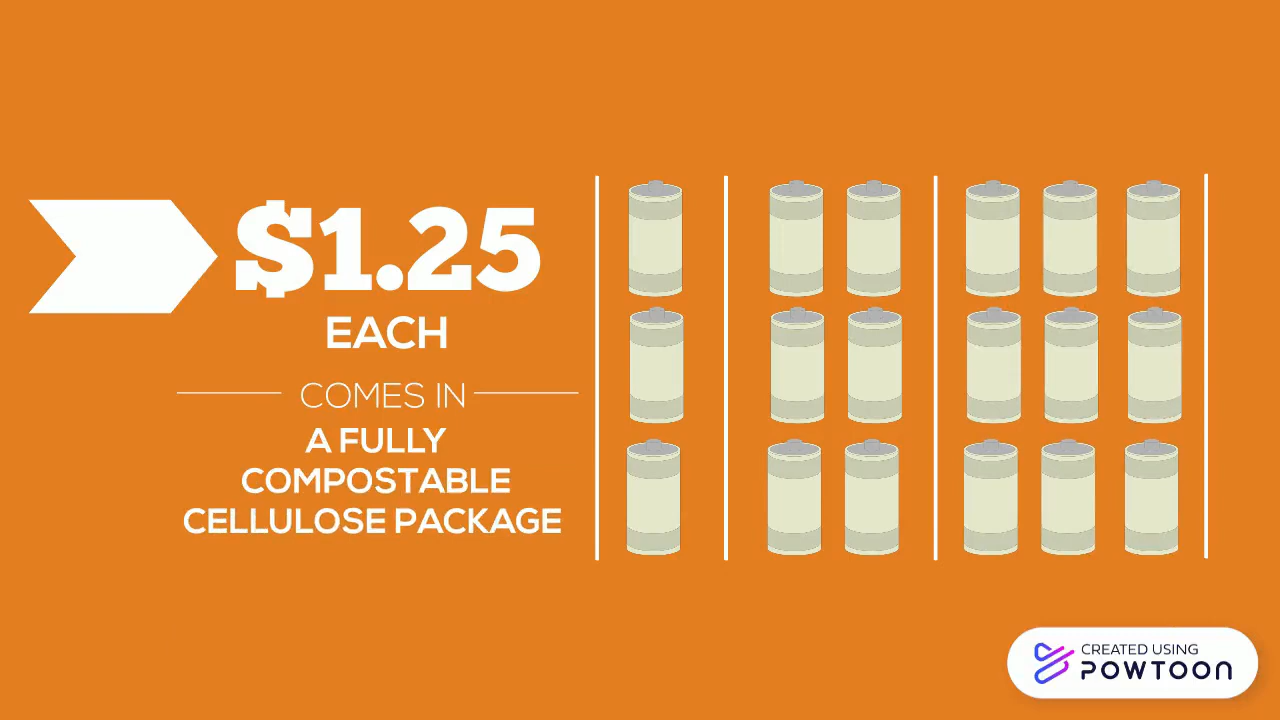 $1.25
EACH
COMES IN
A FULLY
COMPOSTABLE
CELLULOSE PACKAGE
CREATED USING
POWTOON